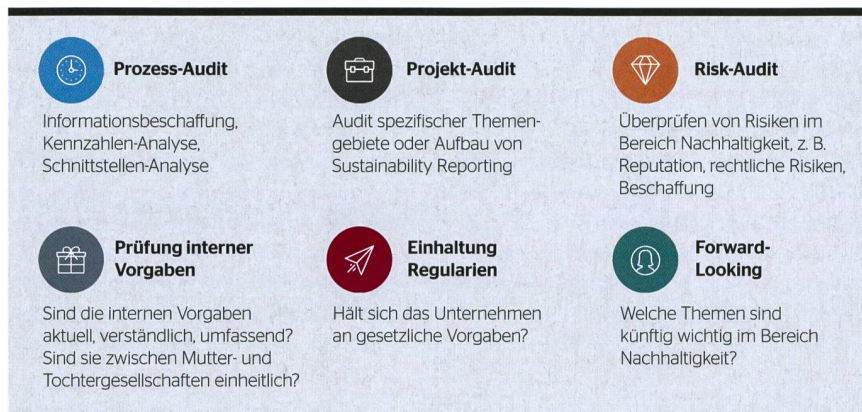 Prozess-Audit
Informationsbeschaffung,
Kennzahlen-Analyse,
Schnittstellen-Analyse
Projekt-Audit
Audit spezifischer Themen-
gebiete oder Aufbau von
Sustainability Reporting
Risk-Audit
Überprüfen von Risiken im
Bereich Nachhaltigkeit, z. B.
Reputation, rechtliche Risiken,
Beschaffung
Prüfung interner
Vorgaben
Sind die internen Vorgaben
aktuell, verständlich, umfassend?
Sind sie zwischen Mutter- und
Tochtergesellschaften einheitlich?
Einhaltung
Regularien
Hält sich das Unternehmen
an gesetzliche Vorgaben?
Forward-
Looking
Welche Themen sind
künftig wichtig im Bereich
Nachhaltigkeit?